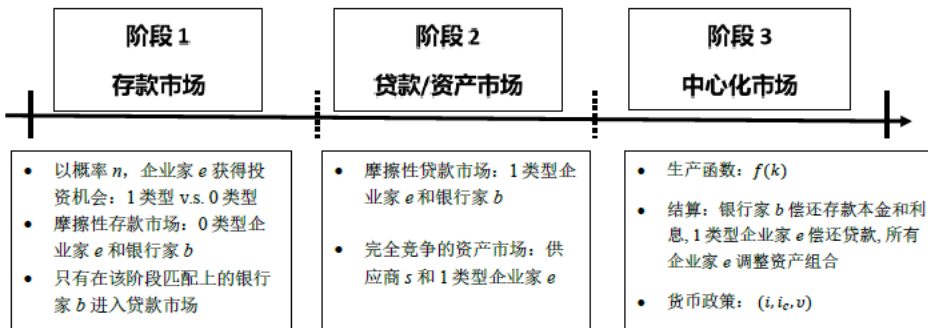 阶段 1
存款市场
阶段 2
贷款/资产市场
阶段 3
中心化市场
• 以概率 n，企业家 e 获得投资
机会：1 类型 v.s. 0 类型
• 摩擦性存款市场：0 类型企
业家 e 和银行家 b
• 只有在该阶段匹配上的银行
家 b 进入贷款市场
• 摩擦性贷款市场：1 类型企
业家 e 和银行家 b
• 完全竞争的资产市场：供
应商 s 和 1 类型企业家 e
• 生产函数：f(k)
• 结算：银行家 b 偿还存款本金和利
息, 1 类型企业家 e 偿还贷款, 所有
企业家 e 调整资产组合
• 货币政策： (i, i_c, υ)